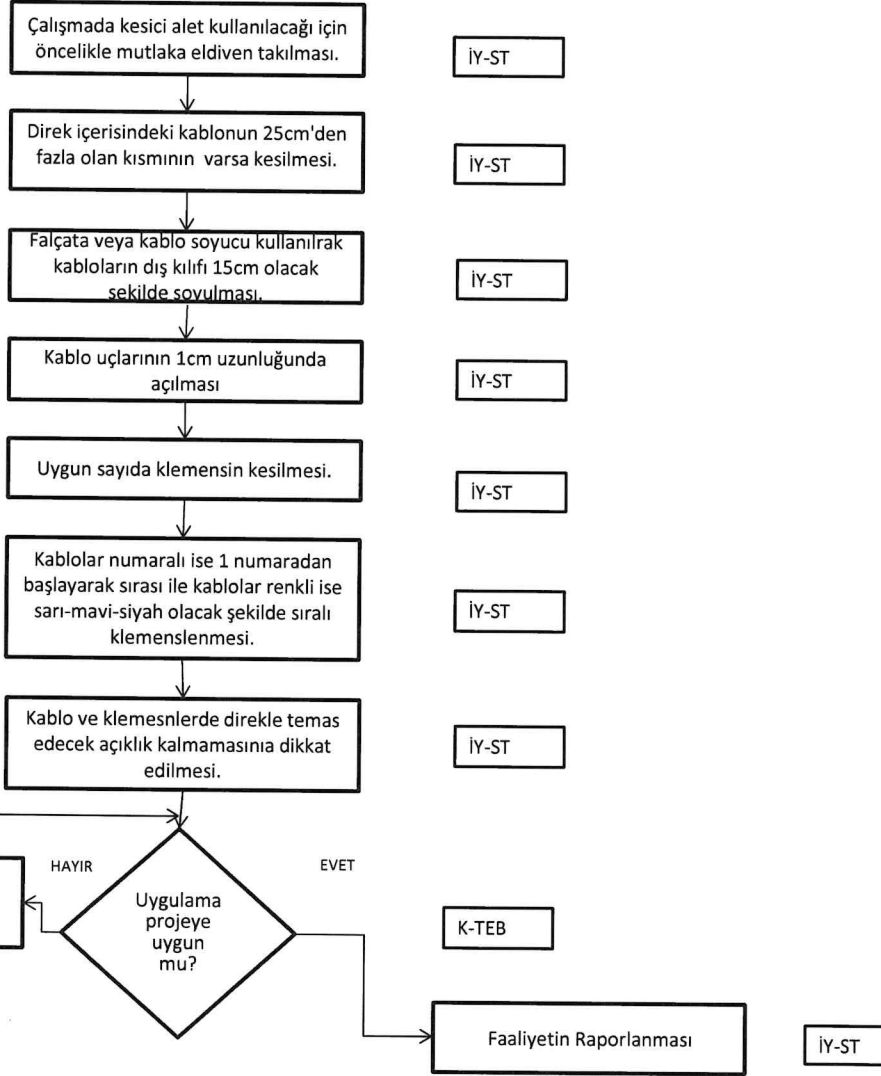 Çalışmada kesici alet kullanılacağı için
öncelikle mutlaka eldiven takılması.
İY-ST
Direk içerisindeki kablonun 25cm'den
fazla olan kısmının varsa kesilmesi.
İY-ST
Falçata veya kablo soyucu kullanılrak
kabloların dış kılıfı 15cm olacak
şekilde soyulması.
İY-ST
Kablo uçlarının 1cm uzunluğunda
açılması
İY-ST
Uygun sayıda klemensin kesilmesi.
İY-ST
Kablolar numaralı ise 1 numaradan
başlayarak sırası ile kablolar renkli ise
sarı-mavi-siyah olacak şekilde sıralı
klemenslenmesi.
İY-ST
Kablo ve klemesnlerde direkle temas
edecek açıklık kalmamasınıa dikkat
edilmesi.
İY-ST
HAYIR
EVET
Uygulama
projeye
uygun
mu?
K-TEB
Faaliyetin Raporlanması
İY-ST